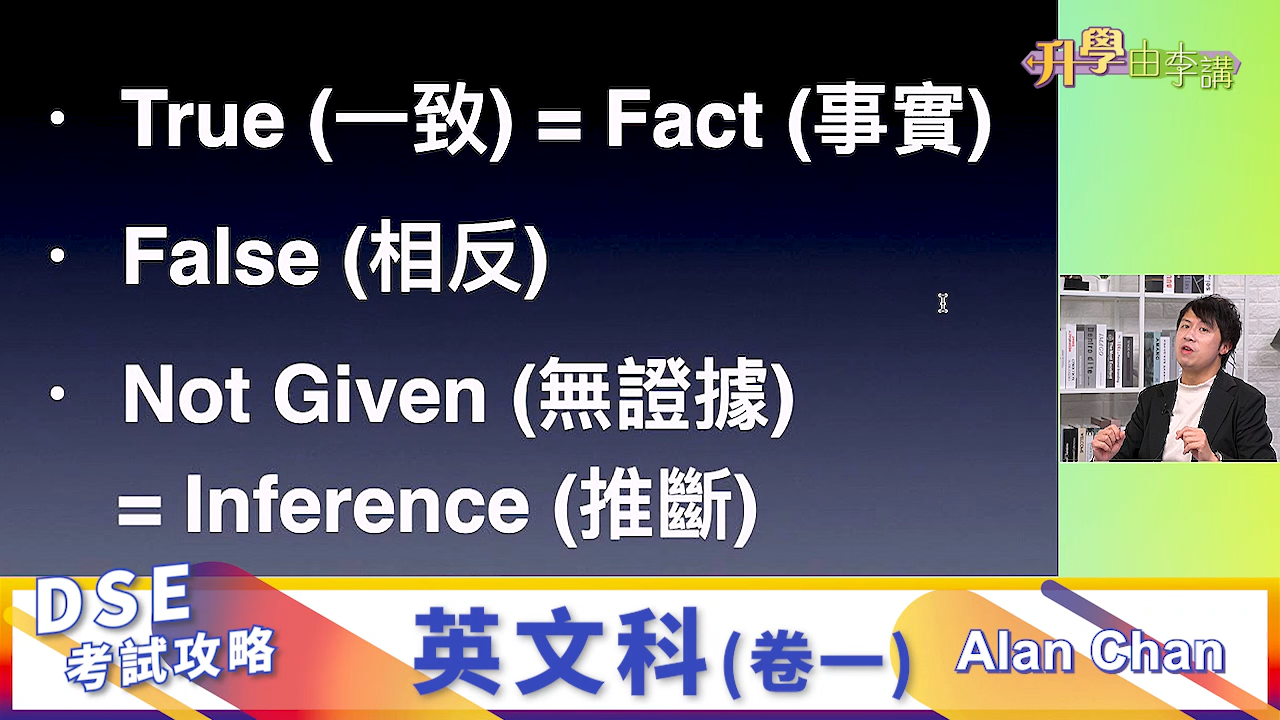 升學由李講
· True (一致) = Fact (事實)
· False (相反)
· Not Given (無證據)
= Inference (推斷)
DSE
考試攻略
英文科(卷一)
Alan Chan